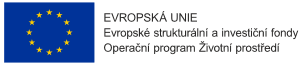 EVROPSKÁ UNIE
Evropské strukturální a investiční fondy
Operační program Životní prostředí